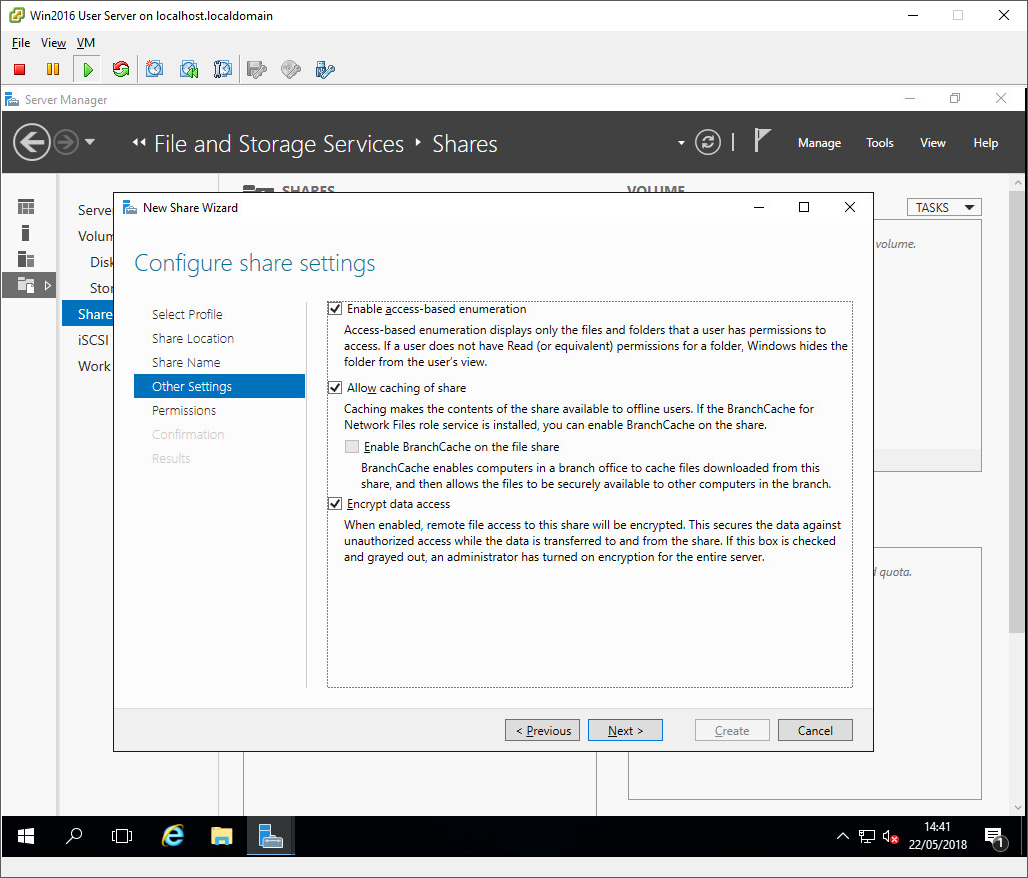 Win2016 User Server on localhost.localdomain
File View VM
Server Manager
File and Storage Services Shares
Manage Tools View Help
SHARES
VOLUME
TASKS
volume.
Server
Volum
Disk
Stor
Share
iSCSI
Work
New Share Wizard
Configure share settings
Select Profile
Share Location
Share Name
Other Settings
Permissions
Confirmation
Results
Enable access-based enumeration
Access-based enumeration displays only the files and folders that a user has permissions to
access. If a user does not have Read (or equivalent) permissions for a folder, Windows hides the
folder from the user's view.
Allow caching of share
Caching makes the contents of the share available to offline users. If the BranchCache for
Network Files role service is installed, you can enable BranchCache on the share.
Enable BranchCache on the file share
BranchCache enables computers in a branch office to cache files downloaded from this
share, and then allows the files to be securely available to other computers in the branch.
Encrypt data access
When enabled, remote file access to this share will be encrypted. This secures the data against
unauthorized access while the data is transferred to and from the share. If this box is checked
and grayed out, an administrator has turned on encryption for the entire server.
< Previous Next > Create Cancel
quota.
14:41
22/05/2018
1